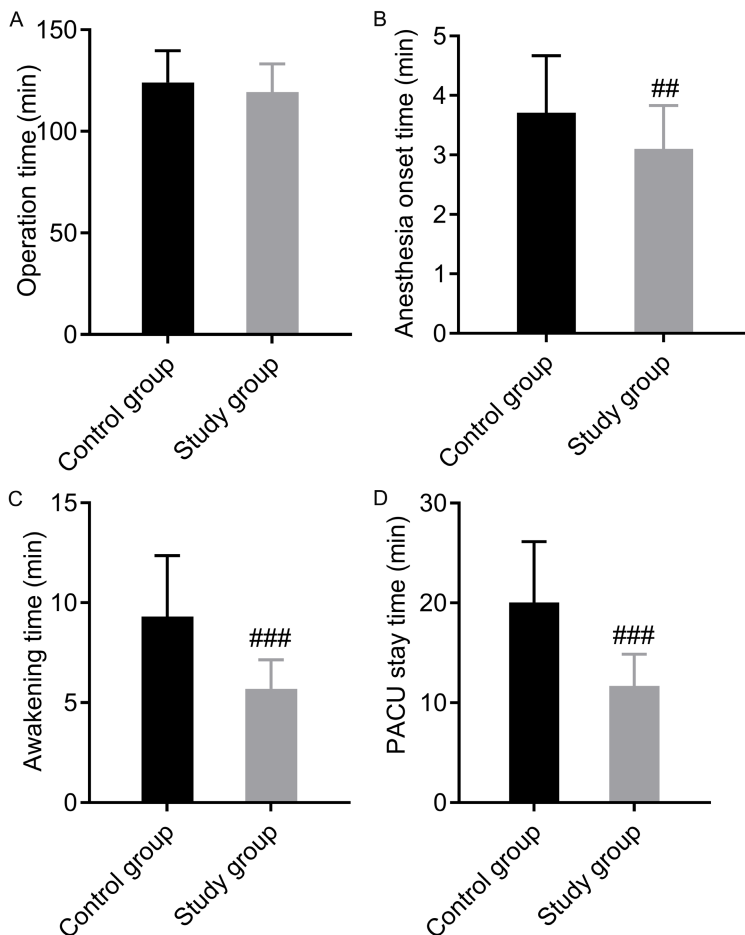 A
Operation time (min)
150
100
50
0
Control group
Study group
B
Anesthesia onset time (min)
5
4
3
2
1
0
##
Control group
Study group
C
Awakening time (min)
15
10
5
0
###
Control group
Study group
D
PACU stay time (min)
30
20
10
0
###
Control group
Study group